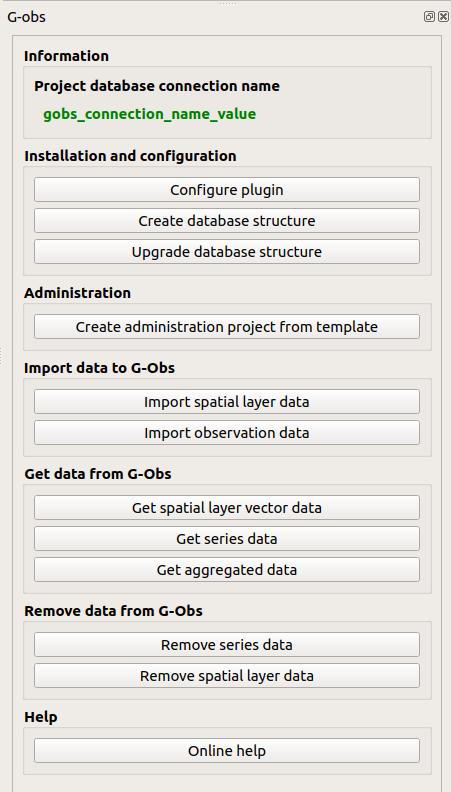 G-obs
Information
Project database connection name
gobs_connection_name_value
Installation and configuration
Configure plugin
Create database structure
Upgrade database structure
Administration
Create administration project from template
Import data to G-Obs
Import spatial layer data
Import observation data
Get data from G-Obs
Get spatial layer vector data
Get series data
Get aggregated data
Remove data from G-Obs
Remove series data
Remove spatial layer data
Help
Online help